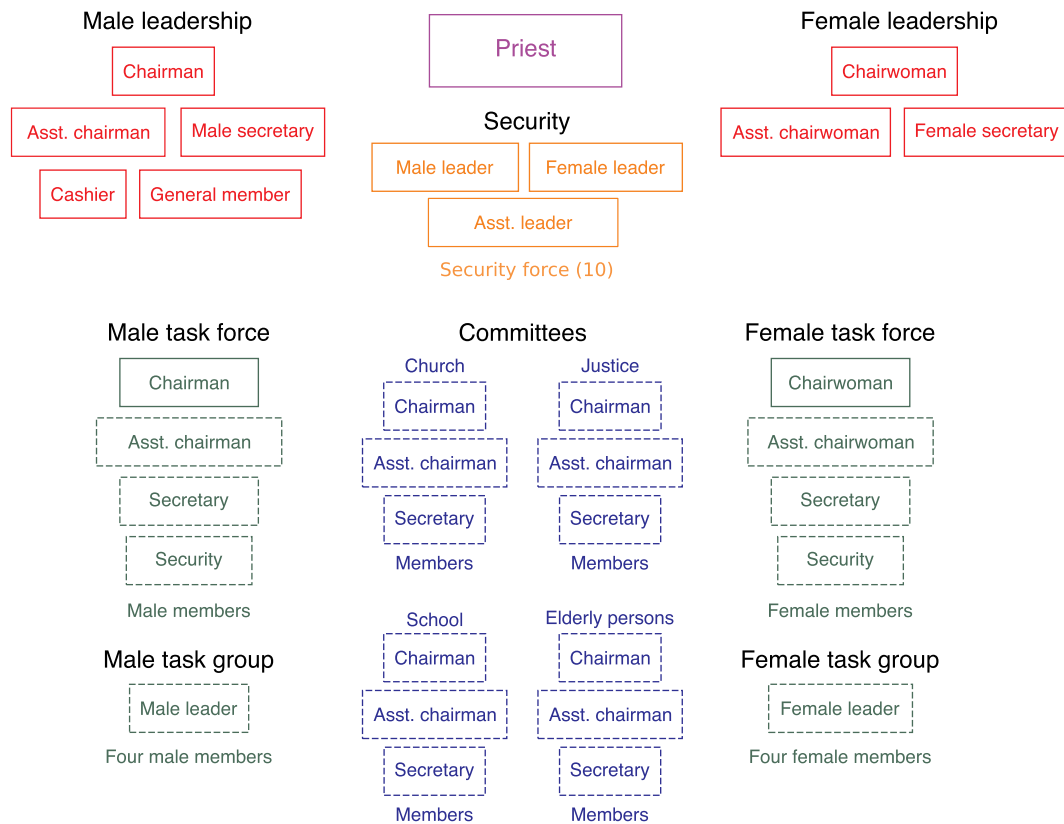 Male leadership
Chairman
Asst. chairman
Male secretary
Cashier
General member
Priest
Security
Male leader
Female leader
Asst. leader
Security force (10)
Female leadership
Chairwoman
Asst. chairwoman
Female secretary
Male task force
Chairman
Asst. chairman
Secretary
Security
Male members
Male task group
Male leader
Four male members
Committees
Church
Chairman
Asst. chairman
Secretary
Members
Justice
Chairman
Asst. chairman
Secretary
Members
School
Chairman
Asst. chairman
Secretary
Members
Elderly persons
Chairman
Asst. chairman
Secretary
Members
Female task force
Chairwoman
Asst. chairwoman
Secretary
Security
Female members
Female task group
Female leader
Four female members